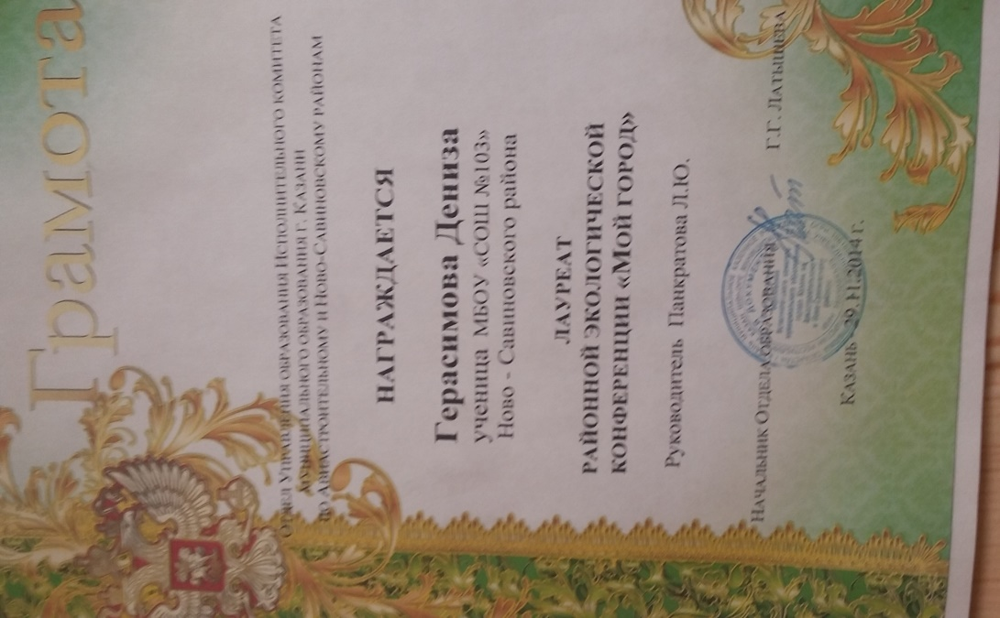 Грамота
Отдел Управления образования Исполнительного комитета
муниципального образования г. Казани
по Авиастроительному и Ново-Савиновскому районам
НАГРАЖДАЕТСЯ
Герасимова Дениза
ученица МБОУ «СОШ №103»
Ново - Савиновского района
ЛАУРЕАТ
РАЙОННОЙ ЭКОЛОГИЧЕСКОЙ
КОНФЕРЕНЦИИ «МОЙ ГОРОД»
Руководитель Панкратова Л.Ю.
Начальник Отдела образования Г.Г. Латышева
Казань - 29.11.2014 г.